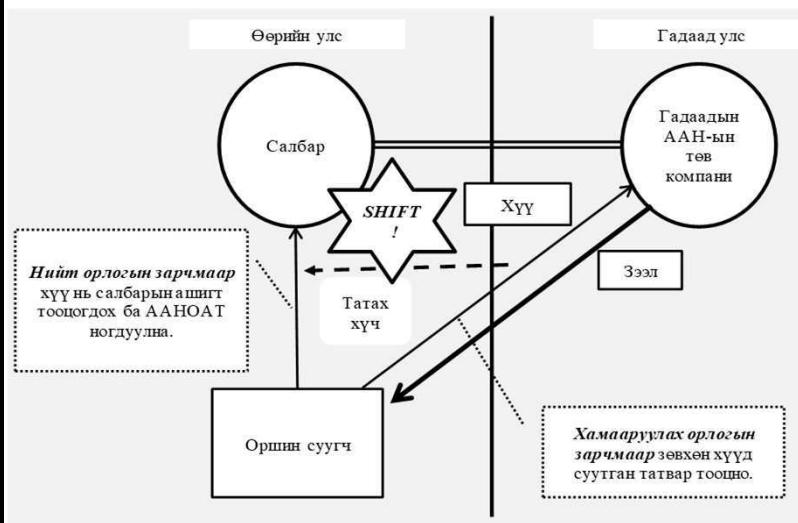 Өөрийн улс
Гадаад улс
Салбар
Гадаадын
ААН-ын
төв
компани
SHIFT
!
Хүү
Зээл
Нийт орлогын зарчмаар
хүү нь салбарын ашигт
тооцогдох ба ААНОАТ
ногдуулна.
Татах
хүч
Оршин суугч
Хамааруулах орлогын
зарчмаар зөвхөн хүүд
суутган татвар тооцно.